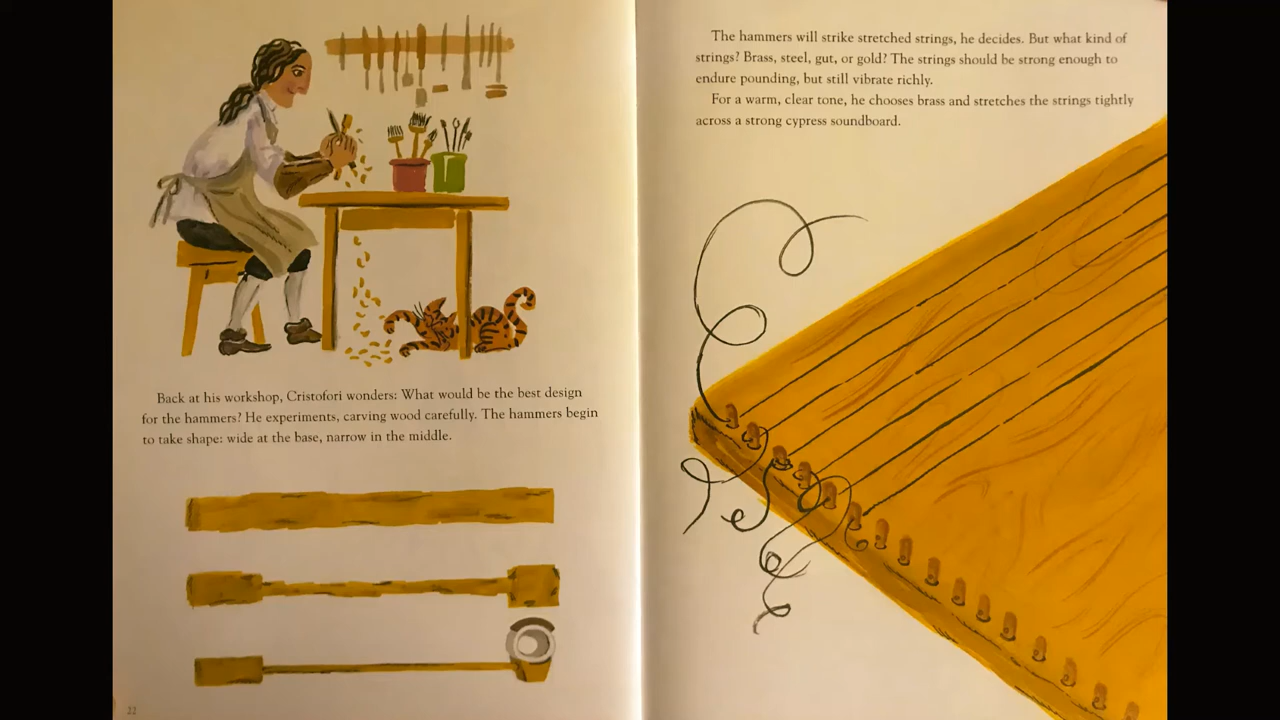 Back at his workshop, Cristofori wonders: What would be the best design
for the hammers? He experiments, carving wood carefully. The hammers begin
to take shape: wide at the base, narrow in the middle.
22
The hammers will strike stretched strings, he decides. But what kind of
strings? Brass, steel, gut, or gold? The strings should be strong enough to
endure pounding, but still vibrate richly.
For a warm, clear tone, he chooses brass and stretches the strings tightly
across a strong cypress soundboard.